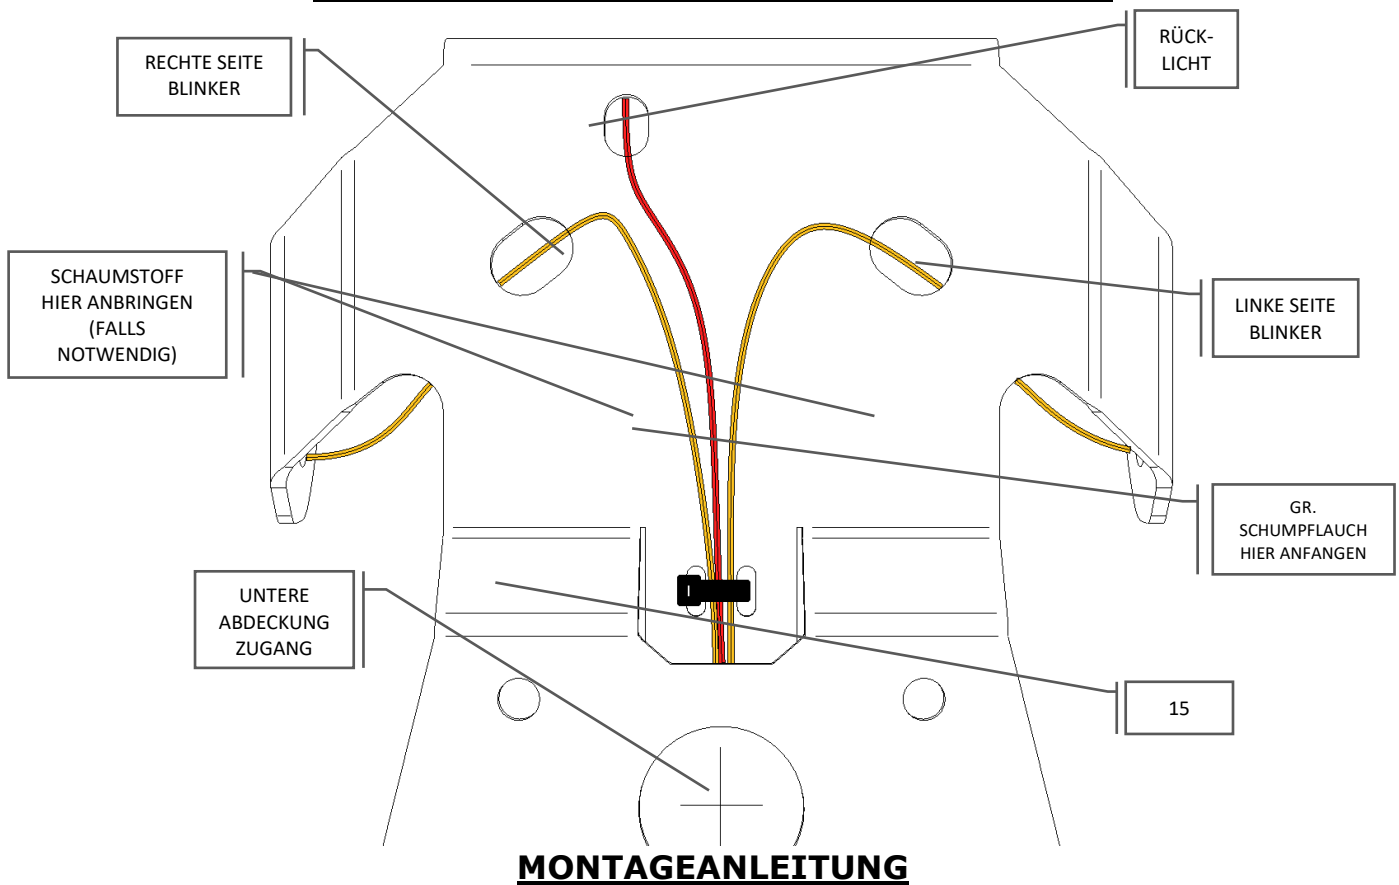 RÜCK-
LICHT
RECHTE SEITE
BLINKER
SCHAUMSTOFF
HIER ANBRINGEN
(FALLS
NOTWENDIG)
LINKE SEITE
BLINKER
GR.
SCHUMPFLAUCH
HIER ANFANGEN
UNTERE
ABDECKUNG
ZUGANG
15
MONTAGEANLEITUNG